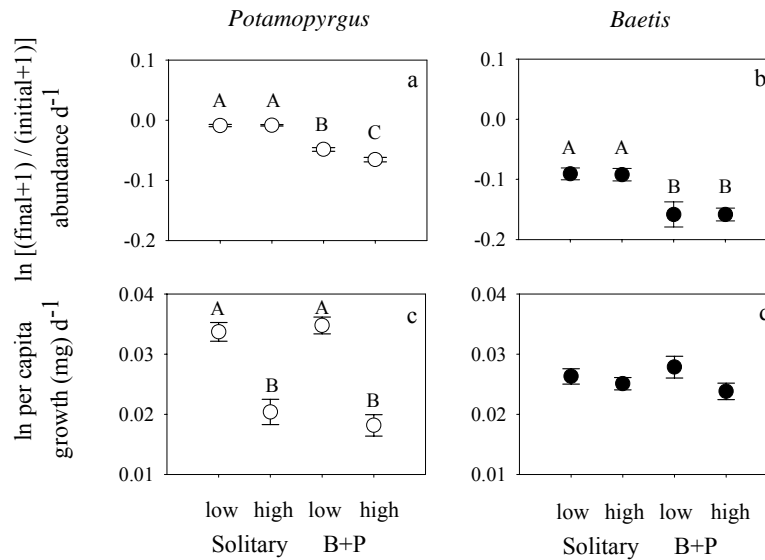 Potamopyrgus
Baetis
ln [(final+1) / (initial+1)]
abundance d-1
0.1
0.0
-0.1
-0.2
a
A A B C
0.1
0.0
-0.1
-0.2
b
A A B B
ln per capita
growth (mg) d-1
0.04
0.03
0.02
0.01
c
A B A B
0.04
0.03
0.02
0.01
d
low high low high
Solitary B+P
low high low high
Solitary B+P